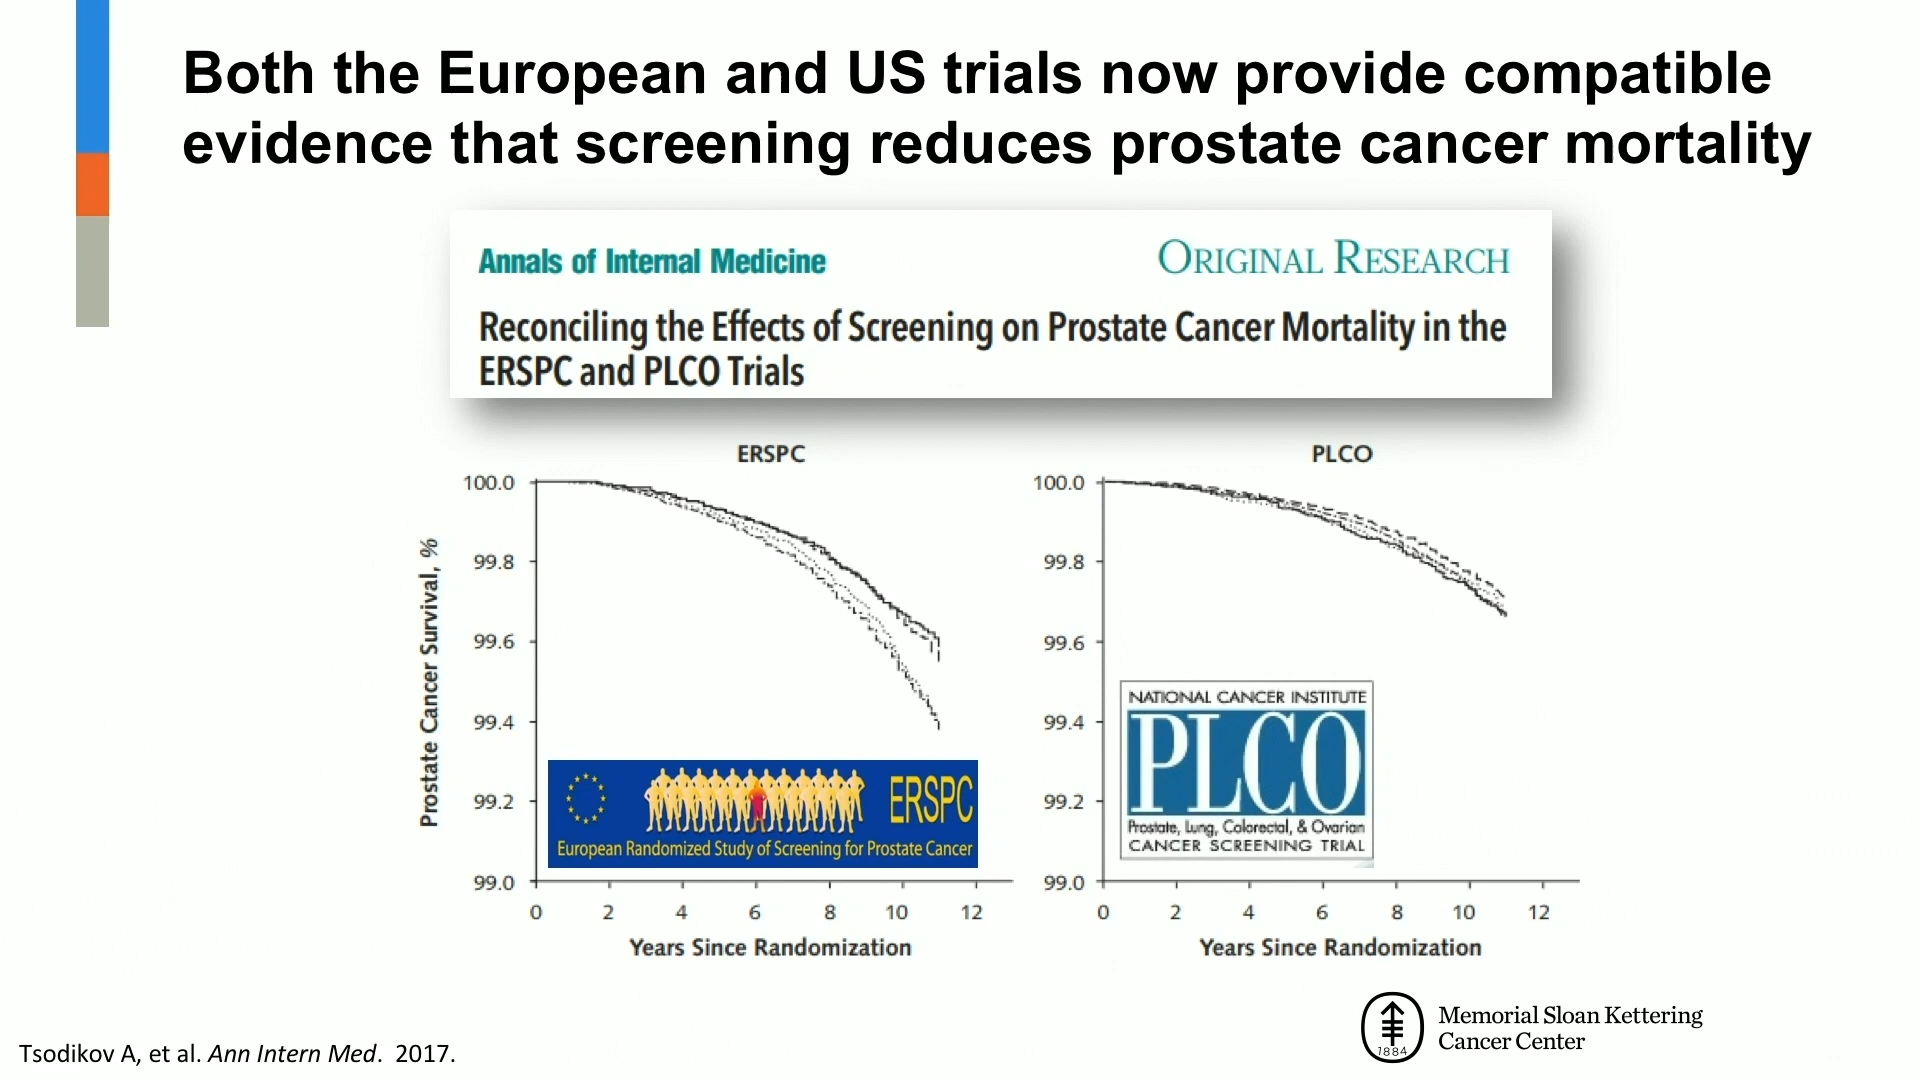 Both the European and US trials now provide compatible
evidence that screening reduces prostate cancer mortality
Annals of Internal Medicine
ORIGINAL RESEARCH
Reconciling the Effects of Screening on Prostate Cancer Mortality in the
ERSPC and PLCO Trials
ERSPC
Prostate Cancer Survival, %
100.0
99.8
99.6
99.4
99.2
99.0
ERSPC
European Randomized Study of Screening for Prostate Cancer
0 2 4 6 8 10 12
Years Since Randomization
PLCO
100.0
99.8
99.6
99.4
99.2
99.0
NATIONAL CANCER INSTITUTE
PLCO
Prostate, Lung, Colorectal, & Ovarian
CANCER SCREENING TRIAL
0 2 4 6 8 10 12
Years Since Randomization
1884
Memorial Sloan Kettering
Cancer Center
Tsodikov A, et al. Ann Intern Med. 2017.